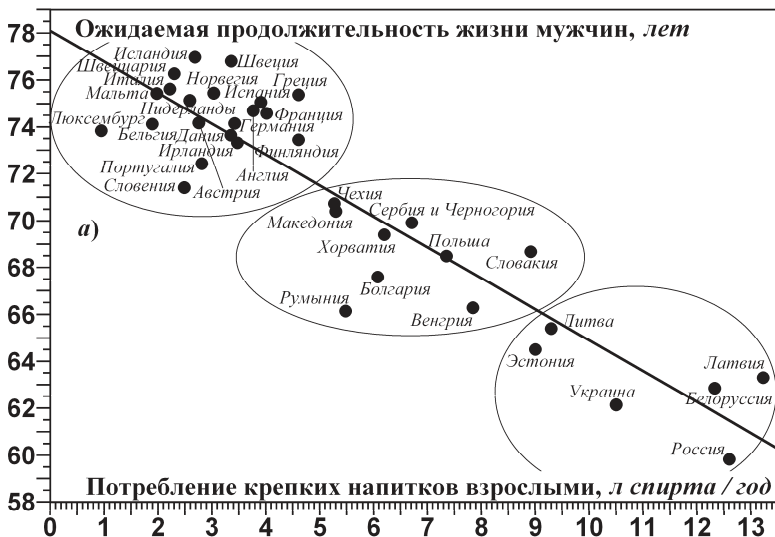 Ожидаемая продолжительность жизни мужчин, лет
78
76
74
72
70
68
66
64
62
60
58
Исландия
Швеция
Швейцария
Италия
Норвегия
Греция
Мальта
Испания
Нидерланды
Франция
Люксембург
Германия
Бельгия
Дания
Ирландия
Финляндия
Португалия
Англия
Словения
Австрия
а)
Чехия
Македония
Сербия и Черногория
Хорватия
Польша
Словакия
Болгария
Румыния
Венгрия
Литва
Эстония
Латвия
Украина
Белоруссия
Россия
Потребление крепких напитков взрослыми, л спирта / год
0 1 2 3 4 5 6 7 8 9 10 11 12 13